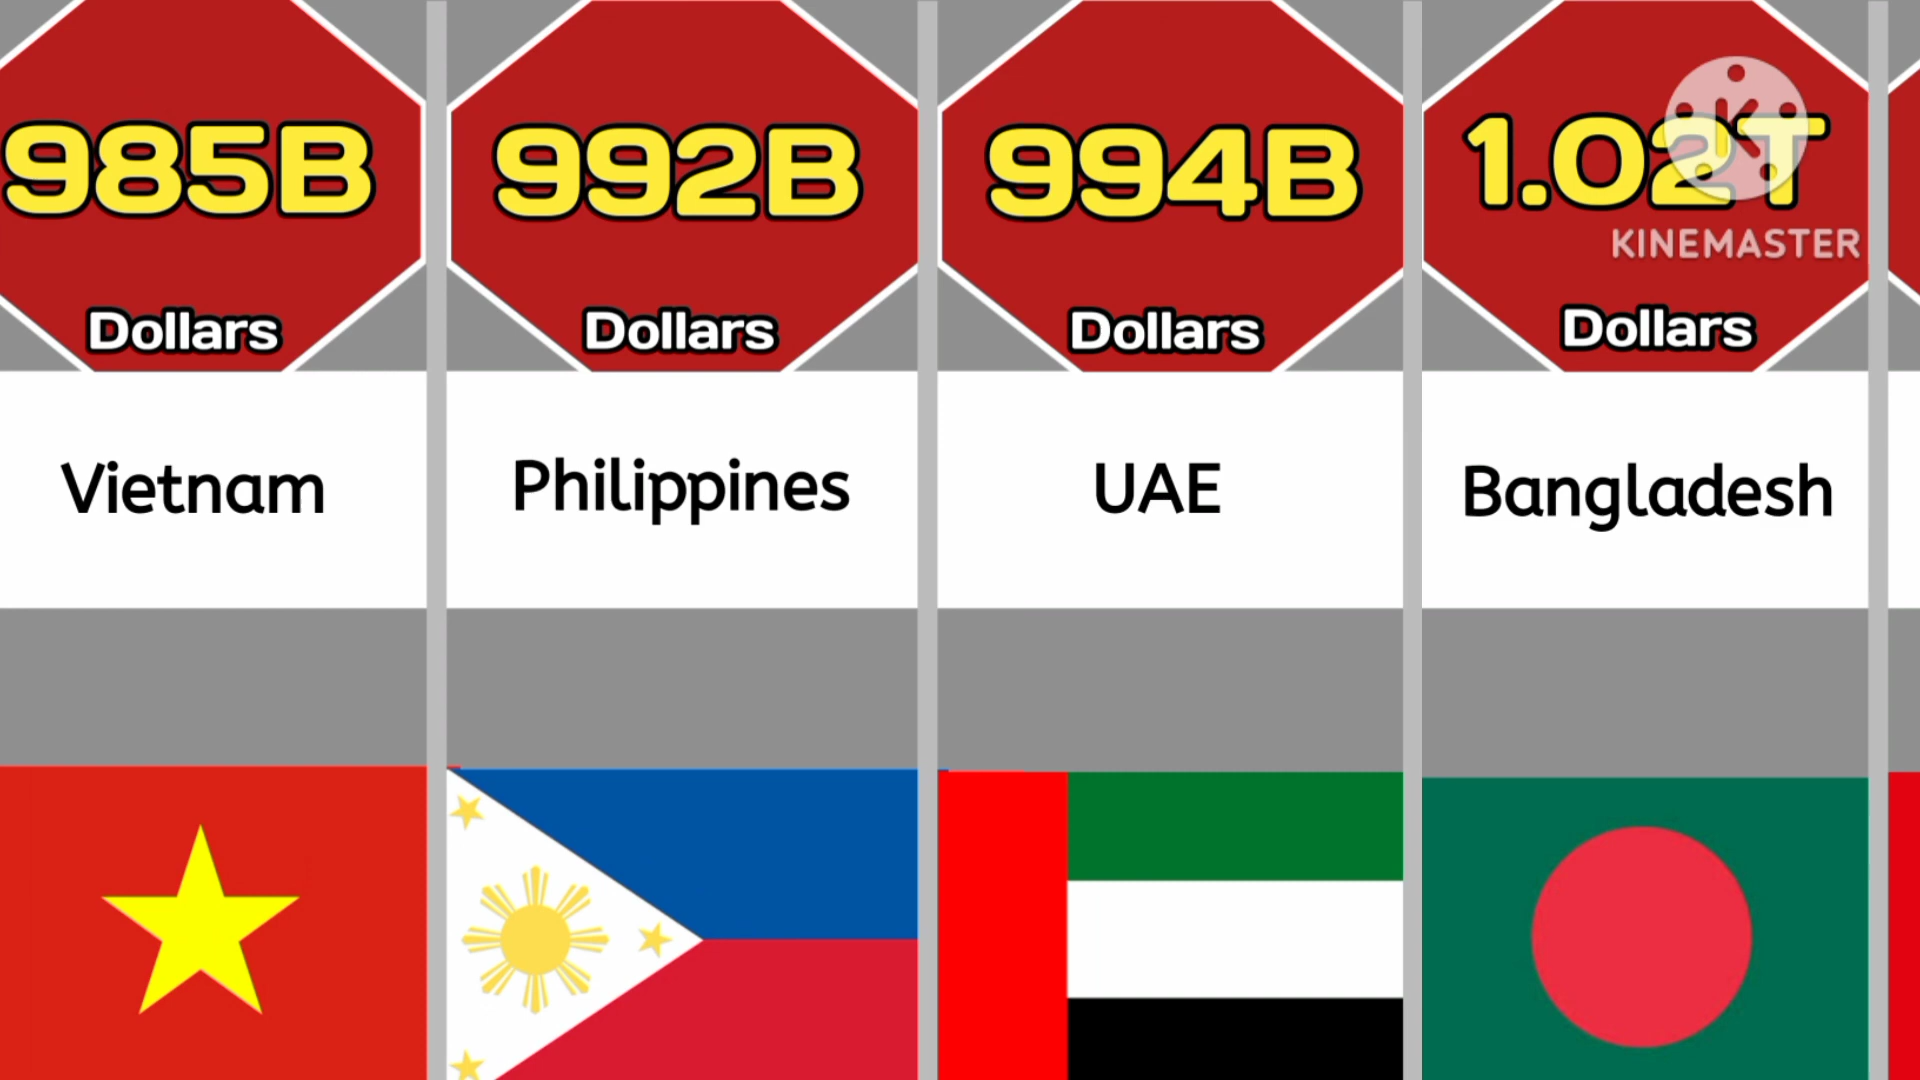 985B
Dollars
Vietnam
992B
Dollars
Philippines
994B
Dollars
UAE
1.02T
Dollars
Bangladesh
K
KINEMASTER